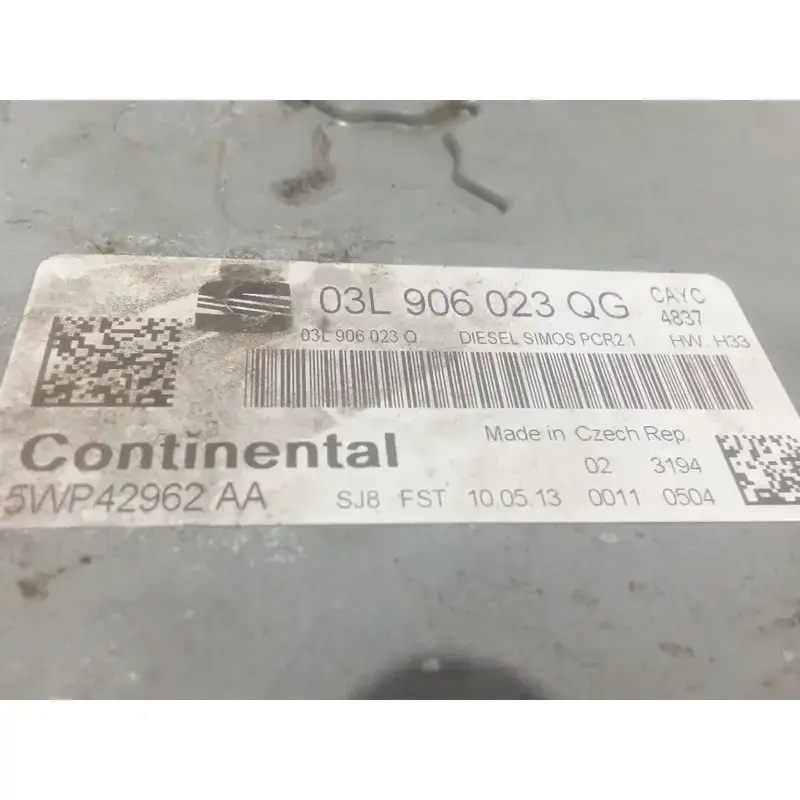 03L 906 023 QG CAYC
4837
03L 906 023 Q DIESEL SIMOS PCR2.1 HW: H33
Continental Made in Czech Rep.
02 3194
5WP42962 AA SJ8 FST 10.05.13 0011 0504